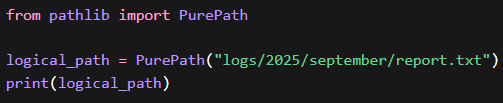 from pathlib import PurePath
logical_path = PurePath("logs/2025/september/report.txt")
print(logical_path)